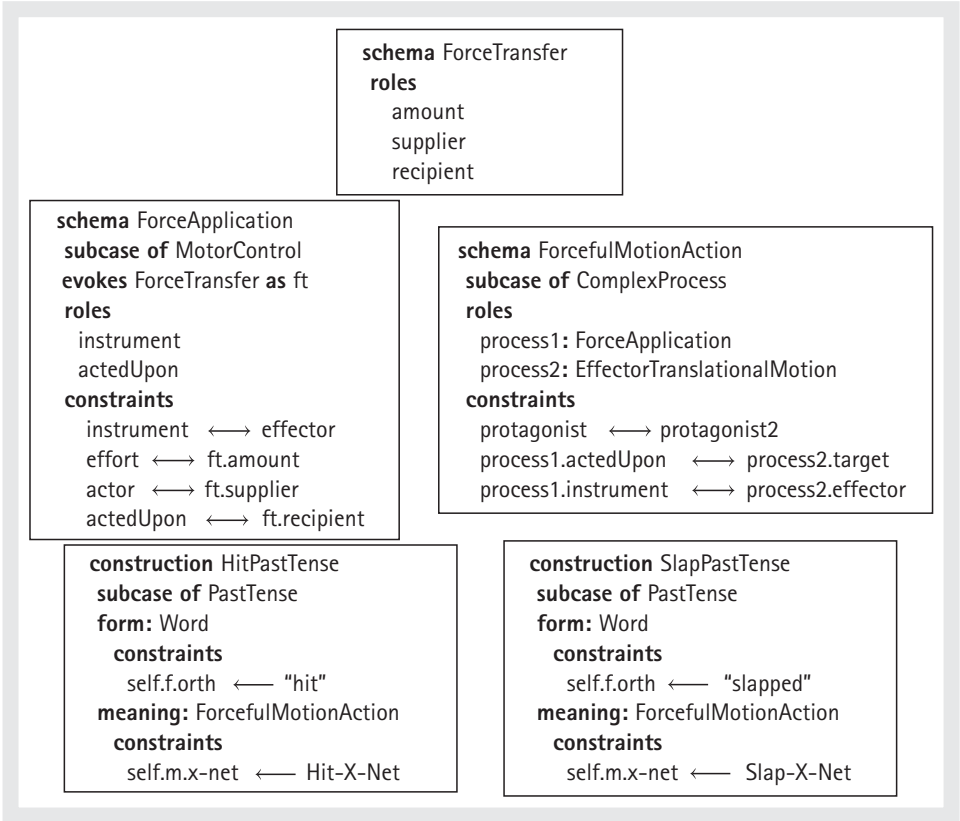 schema ForceTransfer
roles
amount
supplier
recipient
schema ForceApplication
subcase of MotorControl
evokes ForceTransfer as ft
roles
instrument
actedUpon
constraints
instrument ⟷ effector
effort ⟷ ft.amount
actor ⟷ ft.supplier
actedUpon ⟷ ft.recipient
schema ForcefulMotionAction
subcase of ComplexProcess
roles
process1: ForceApplication
process2: EffectorTranslationalMotion
constraints
protagonist ⟷ protagonist2
process1.actedUpon ⟷ process2.target
process1.instrument ⟷ process2.effector
construction HitPastTense
subcase of PastTense
form: Word
constraints
self.f.orth ⟵ "hit"
meaning: ForcefulMotionAction
constraints
self.m.x-net ⟵ Hit-X-Net
construction SlapPastTense
subcase of PastTense
form: Word
constraints
self.f.orth ⟵ "slapped"
meaning: ForcefulMotionAction
constraints
self.m.x-net ⟵ Slap-X-Net